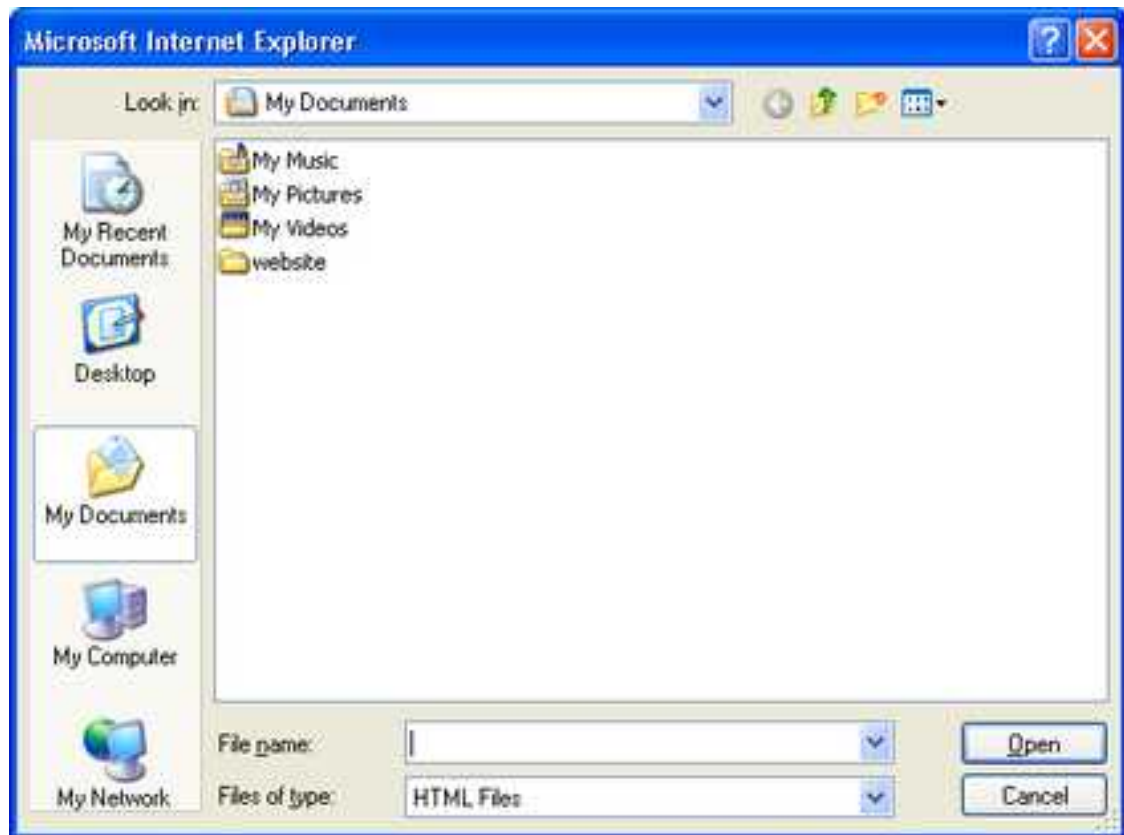 Microsoft Internet Explorer
?
Look in: My Documents
My Music
My Pictures
My Videos
website
My Recent
Documents
Desktop
My Documents
My Computer
My Network
File name:
Open
Files of type: HTML Files
Cancel